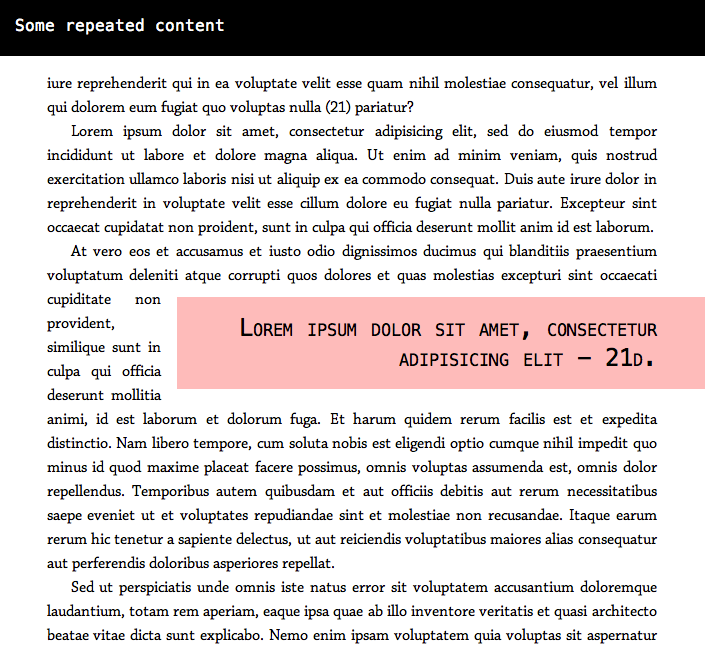 Some repeated content
iure reprehenderit qui in ea voluptate velit esse quam nihil molestiae consequatur, vel illum
qui dolorem eum fugiat quo voluptas nulla (21) pariatur?
Lorem ipsum dolor sit amet, consectetur adipisicing elit, sed do eiusmod tempor
incididunt ut labore et dolore magna aliqua. Ut enim ad minim veniam, quis nostrud
exercitation ullamco laboris nisi ut aliquip ex ea commodo consequat. Duis aute irure dolor in
reprehenderit in voluptate velit esse cillum dolore eu fugiat nulla pariatur. Excepteur sint
occaecat cupidatat non proident, sunt in culpa qui officia deserunt mollit anim id est laborum.
At vero eos et accusamus et iusto odio dignissimos ducimus qui blanditiis praesentium
voluptatum deleniti atque corrupti quos dolores et quas molestias excepturi sint occaecati
cupiditate non
provident,
similique sunt in
culpa qui officia
deserunt mollitia
Lorem ipsum dolor sit amet, consectetur
adipisicing elit – 21d.
animi, id est laborum et dolorum fuga. Et harum quidem rerum facilis est et expedita
distinctio. Nam libero tempore, cum soluta nobis est eligendi optio cumque nihil impedit quo
minus id quod maxime placeat facere possimus, omnis voluptas assumenda est, omnis dolor
repellendus. Temporibus autem quibusdam et aut officiis debitis aut rerum necessitatibus
saepe eveniet ut et voluptates repudiandae sint et molestiae non recusandae. Itaque earum
rerum hic tenetur a sapiente delectus, ut aut reiciendis voluptatibus maiores alias consequatur
aut perferendis doloribus asperiores repellat.
Sed ut perspiciatis unde omnis iste natus error sit voluptatem accusantium doloremque
laudantium, totam rem aperiam, eaque ipsa quae ab illo inventore veritatis et quasi architecto
beatae vitae dicta sunt explicabo. Nemo enim ipsam voluptatem quia voluptas sit aspernatur